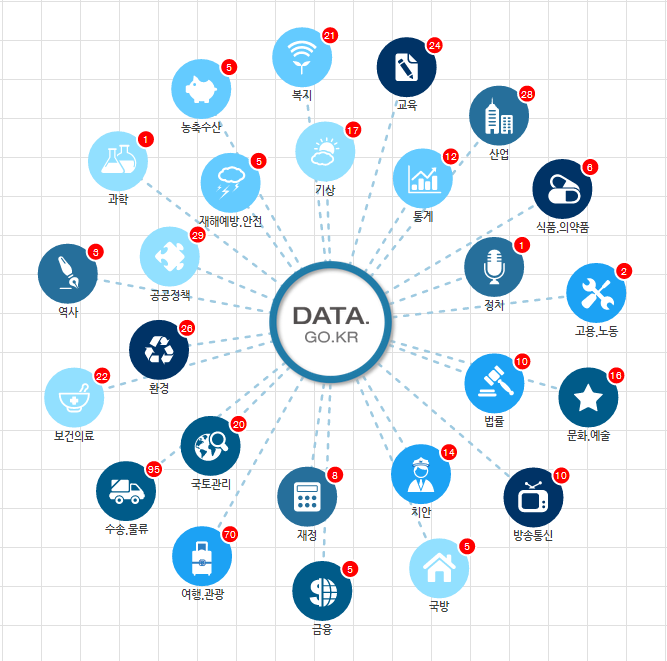 21
복지
24
교육
5
농축수산
28
산업
17
기상
1
과학
5
재해예방,안전
12
통계
6
식품,의약품
29
공공정책
6
역사
1
정치
2
고용,노동
DATA.
GO.KR
26
환경
22
보건의료
10
법률
16
문화,예술
20
국토관리
14
치안
95
수송,물류
8
재정
10
방송통신
70
여행,관광
5
금융
5
국방